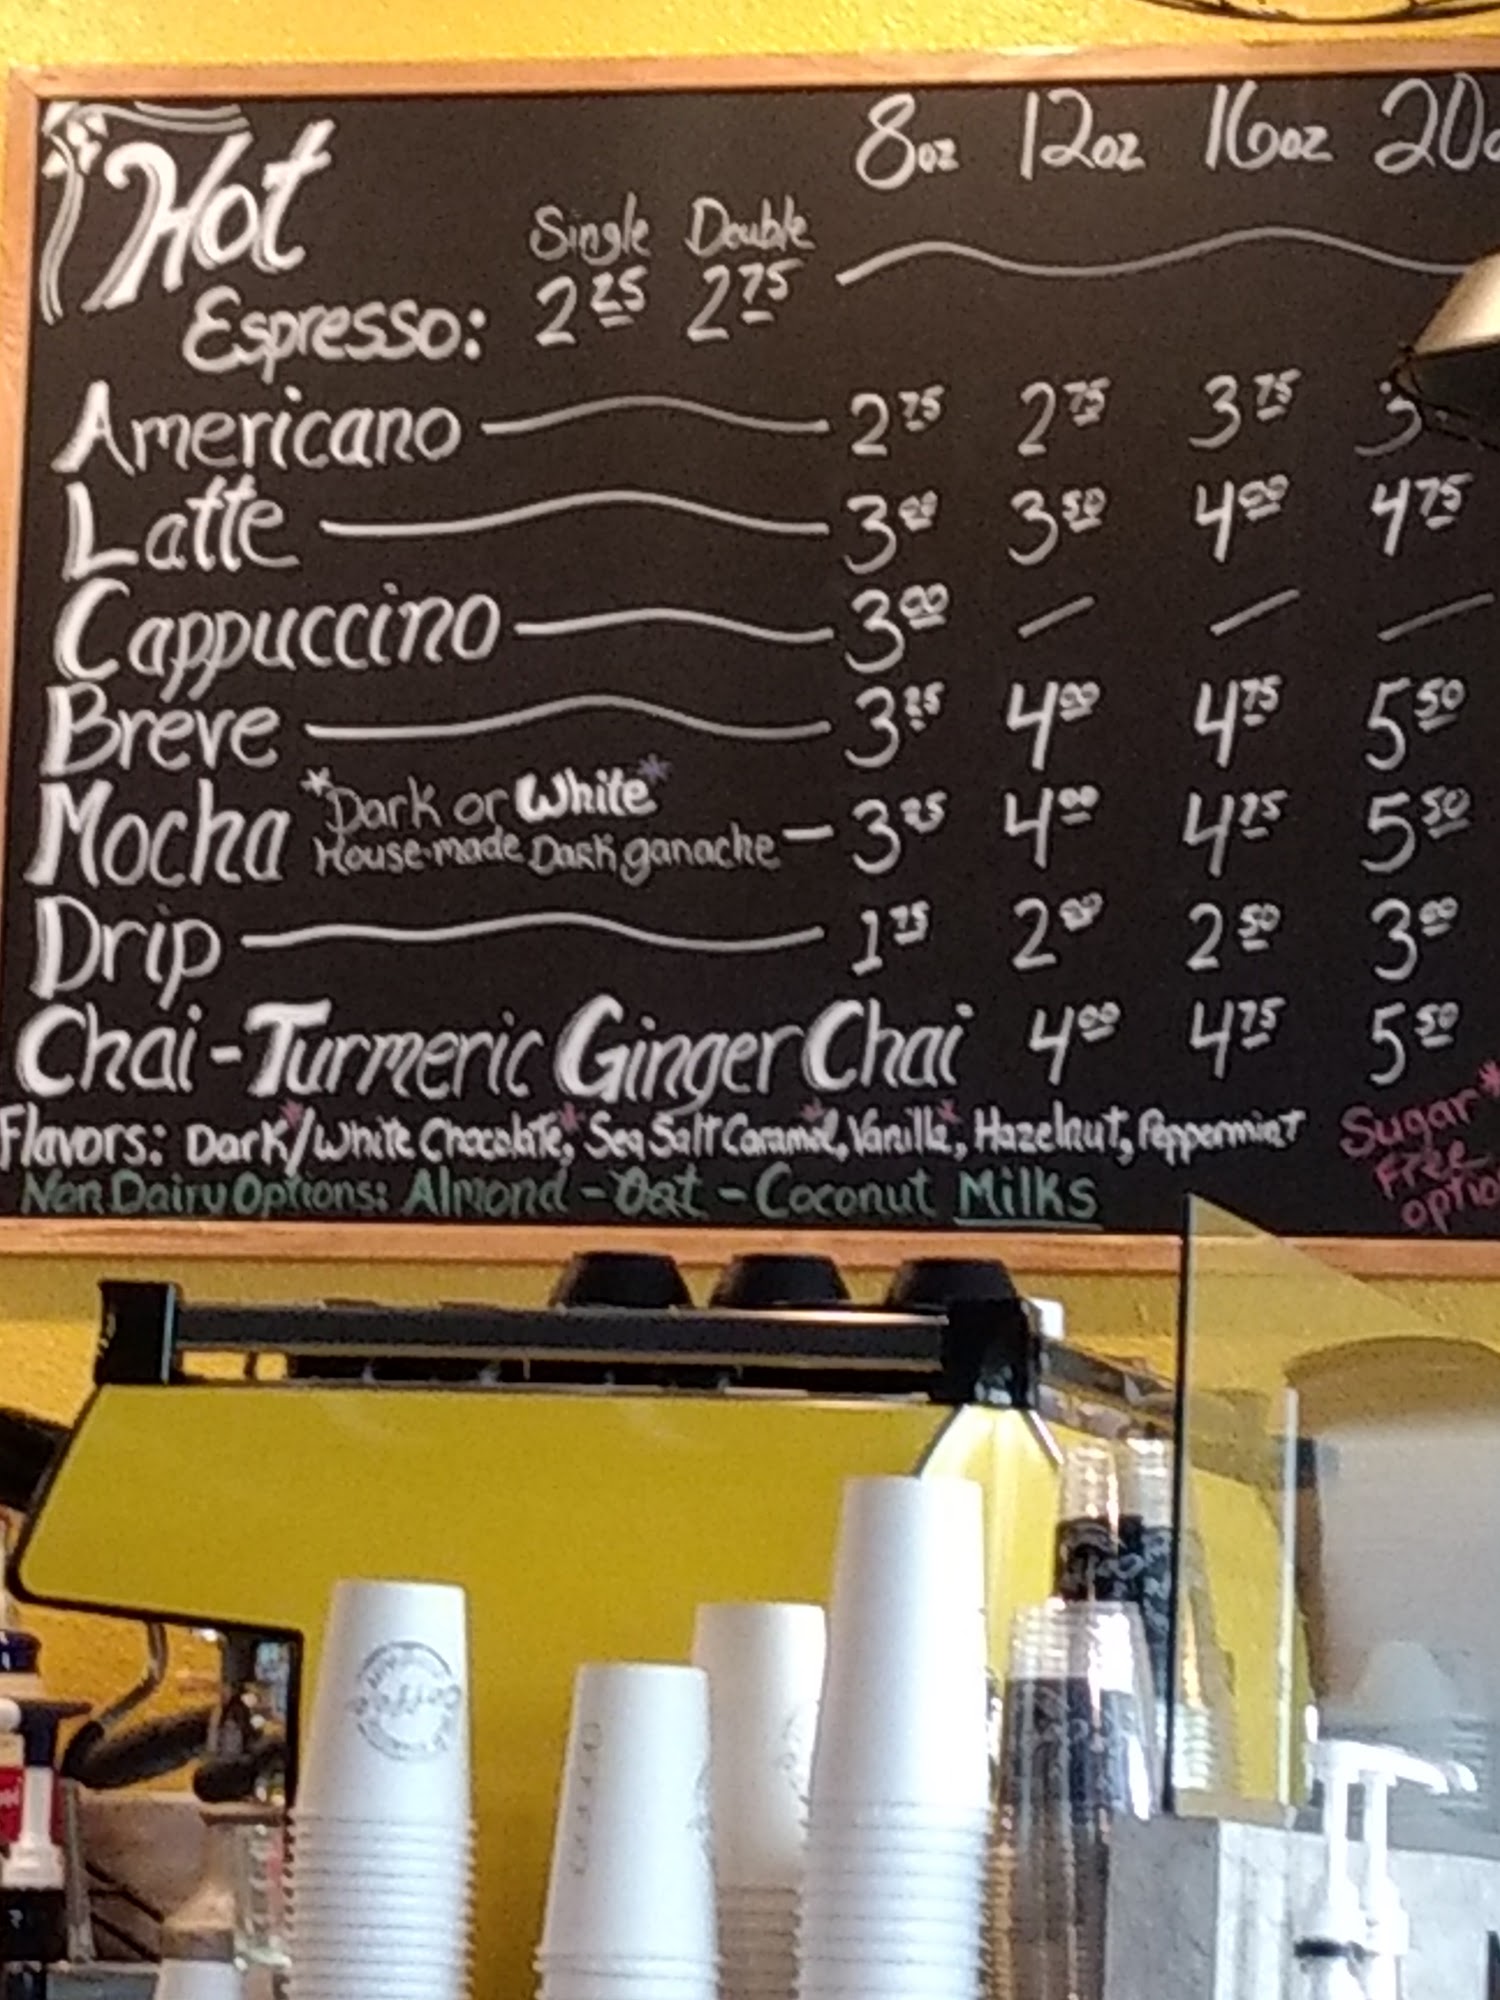 Hot 8oz 12oz 16oz 20
Single Double
Espresso: 2 25 2 75
Americano 2 75 2 75 3 75 3
Latte 3 00 3 50 4 00 4 75
Cappuccino 3 00 / / /
Breve 3 25 4 00 4 75 5 50
Mocha *Dark or White* 3 25 4 00 4 75 5 50
House-made Dark ganache
Drip 1 75 2 00 2 50 3 00
Chai - Turmeric Ginger Chai 4 00 4 75 5 50
Flavors: Dark*/White Chocolate*, Sea Salt Caramel*, Vanilla*, Hazelnut, Peppermint
Sugar*
Free
optio
Non Dairy Options: Almond - Oat - Coconut Milks